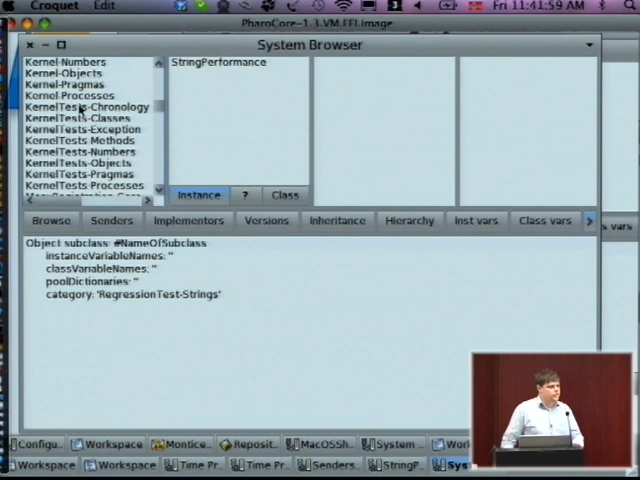 Croquet Edit Fri 11:41:59 AM
PharoCore-1.3.VM.FFI.image
System Browser
Kernel-Numbers
Kernel-Objects
Kernel-Pragmas
Kernel-Processes
KernelTests-Chronology
KernelTests-Classes
KernelTests-Exception
KernelTests-Methods
KernelTests-Numbers
KernelTests-Objects
KernelTests-Pragmas
KernelTests-Processes
StringPerformance
Instance ? Class
Browse Senders Implementors Versions Inheritance Hierarchy Inst vars Class vars
s vars
Object subclass: #NameOfSubclass
instanceVariableNames: ''
classVariableNames: ''
poolDictionaries: ''
category: 'RegressionTest-Strings'
Configu.. Workspace Montice.. Reposit.. MacOSSh.. System .. Work
Workspace Workspace Time Pr.. Time Pr.. Senders.. StringP.. Sys